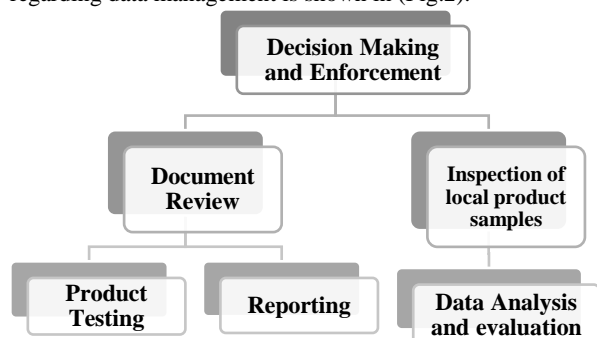 regarding data management is shown in (Fig.2).
Decision Making
and Enforcement
Document
Review
Inspection of
local product
samples
Product
Testing
Reporting
Data Analysis
and evaluation